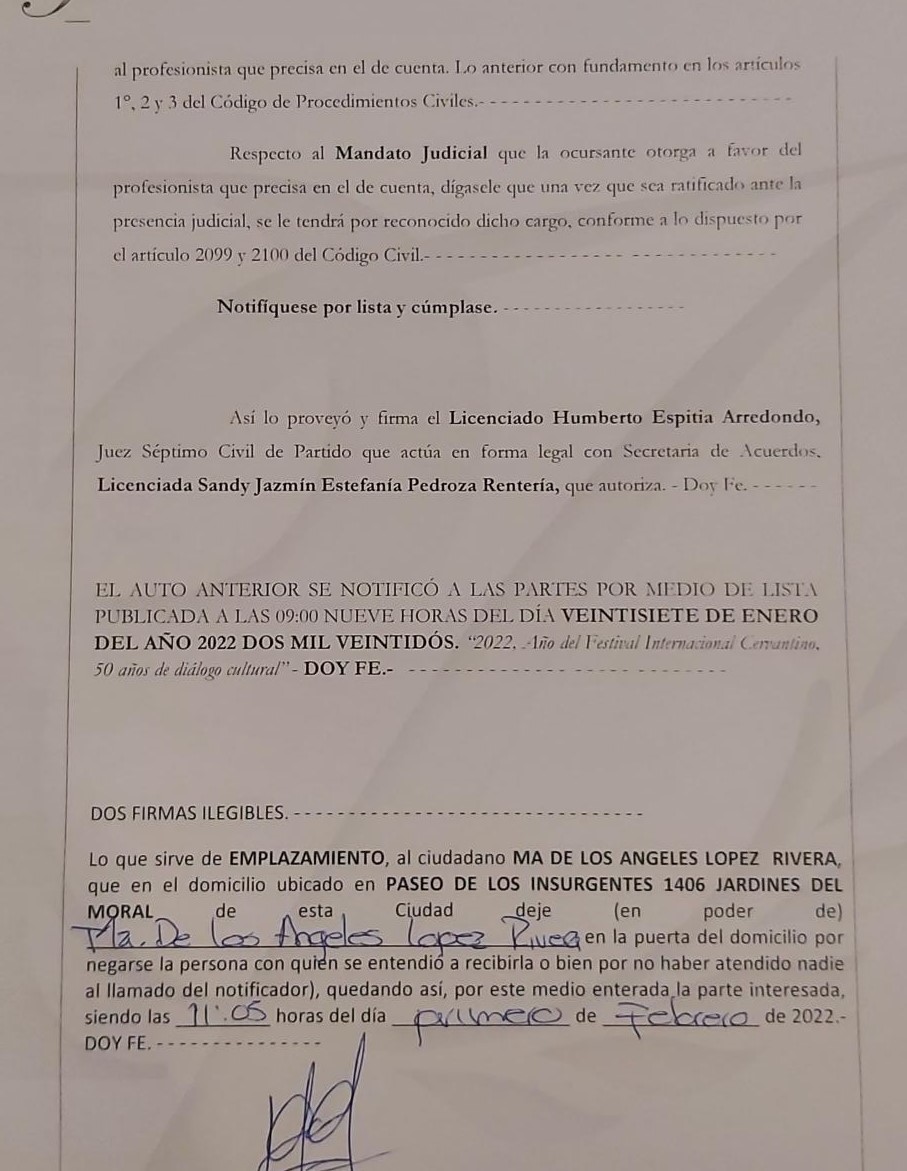 al profesionista que precisa en el de cuenta. Lo anterior con fundamento en los artículos
1°, 2 y 3 del Código de Procedimientos Civiles.- - - - - - - - - - - - - - - - - - - - - - - - - -
Respecto al Mandato Judicial que la ocursante otorga a favor del
profesionista que precisa en el de cuenta, dígasele que una vez que sea ratificado ante la
presencia judicial, se le tendrá por reconocido dicho cargo, conforme a lo dispuesto por
el artículo 2099 y 2100 del Código Civil.- - - - - - - - - - - - - - - - - - - - - - - - - - - - - -
Notifíquese por lista y cúmplase. - - - - - - - - - - - - - - - -
Así lo proveyó y firma el Licenciado Humberto Espitia Arredondo,
Juez Séptimo Civil de Partido que actúa en forma legal con Secretaria de Acuerdos,
Licenciada Sandy Jazmín Estefanía Pedroza Rentería, que autoriza. - Doy Fe. - - - - - -
EL AUTO ANTERIOR SE NOTIFICÓ A LAS PARTES POR MEDIO DE LISTA
PUBLICADA A LAS 09:00 NUEVE HORAS DEL DÍA VEINTISIETE DE ENERO
DEL AÑO 2022 DOS MIL VEINTIDÓS. “2022, Año del Festival Internacional Cervantino,
50 años de diálogo cultural” - DOY FE.- - - - - - - - - - - - - - - - - - - - - - - - - - -
DOS FIRMAS ILEGIBLES. - - - - - - - - - - - - - - - - - - - - - - - - - - - - - - -
Lo que sirve de EMPLAZAMIENTO, al ciudadano MA DE LOS ANGELES LOPEZ RIVERA,
que en el domicilio ubicado en PASEO DE LOS INSURGENTES 1406 JARDINES DEL
MORAL de esta Ciudad deje (en poder de)
Ma. De los Angeles Lopez Rivera en la puerta del domicilio por
negarse la persona con quien se entendió a recibirla o bien por no haber atendido nadie
al llamado del notificador), quedando así, por este medio enterada la parte interesada,
siendo las 11:05 horas del día primero de Febrero de 2022.-
DOY FE. - - - - - - - - - - - - - - -